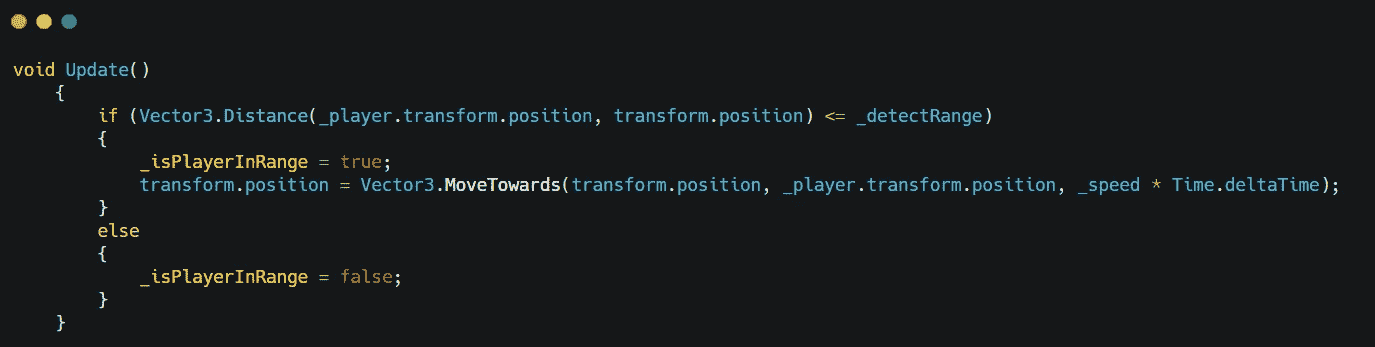 void Update()
    {
        if (Vector3.Distance(_player.transform.position, transform.position) <= _detectRange)
        {
            _isPlayerInRange = true;
            transform.position = Vector3.MoveTowards(transform.position, _player.transform.position, _speed * Time.deltaTime);
        }
        else
        {
            _isPlayerInRange = false;
        }
    }